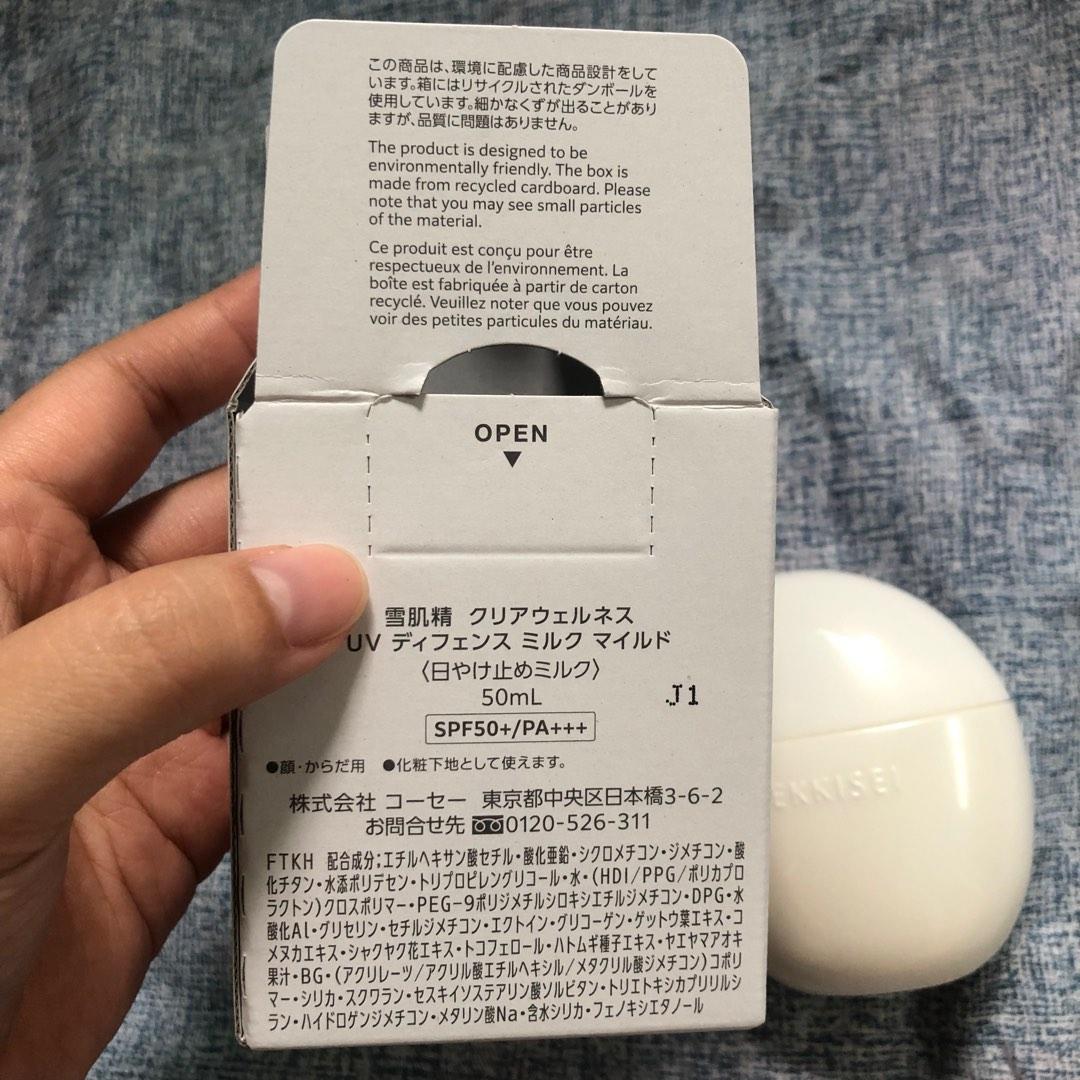 この商品は、環境に配慮した商品設計をして
います。箱にはリサイクルされたダンボールを
使用しています。細かなくずが出ることがあり
ますが、品質に問題はありません。
The product is designed to be
environmentally friendly. The box is
made from recycled cardboard. Please
note that you may see small particles
of the material.
Ce produit est conçu pour être
respectueux de l'environnement. La
boîte est fabriquée à partir de carton
recyclé. Veuillez noter que vous pouvez
voir des petites particules du matériau.
OPEN
▼
雪肌精 クリアウェルネス
UV ディフェンス ミルク マイルド
〈日やけ止めミルク〉
50mL
J1
SPF50+/PA+++
●顔・からだ用 ●化粧下地として使えます。
株式会社 コーセー 東京都中央区日本橋3-6-2
お問合せ先 0120-526-311
FTKH 配合成分;エチルヘキサン酸セチル・酸化亜鉛・シクロメチコン・ジメチコン・酸
化チタン・水添ポリデセン・トリプロピレングリコール・水・(HDI/PPG/ポリカプロ
ラクトン)クロスポリマー・PEG-9ポリジメチルシロキシエチルジメチコン・DPG・水
酸化Al・グリセリン・セチルジメチコン・エクトイン・グリコーゲン・ゲットウ葉エキス・コ
メヌカエキス・シャクヤク花エキス・トコフェロール・ハトムギ種子エキス・ヤエヤマアオキ
果汁・BG・(アクリレーツ/アクリル酸エチルヘキシル/メタクリル酸ジメチコン)コポリ
マー・シリカ・スクワラン・セスキイソステアリン酸ソルビタン・トリエトキシカプリリルシ
ラン・ハイドロゲンジメチコン・メタリン酸Na・含水シリカ・フェノキシエタノール
EKKISEI